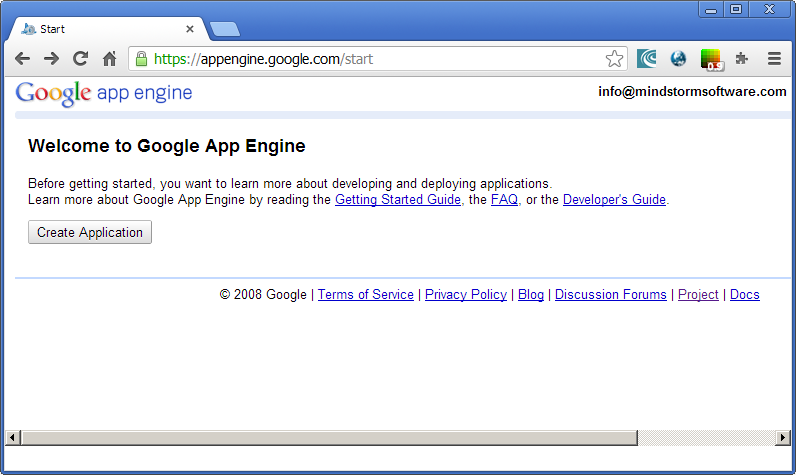 Start
https://appengine.google.com/start
0.9
Google app engine
info@mindstormsoftware.com
Welcome to Google App Engine
Before getting started, you want to learn more about developing and deploying applications.
Learn more about Google App Engine by reading the Getting Started Guide, the FAQ, or the Developer's Guide.
Create Application
© 2008 Google | Terms of Service | Privacy Policy | Blog | Discussion Forums | Project | Docs